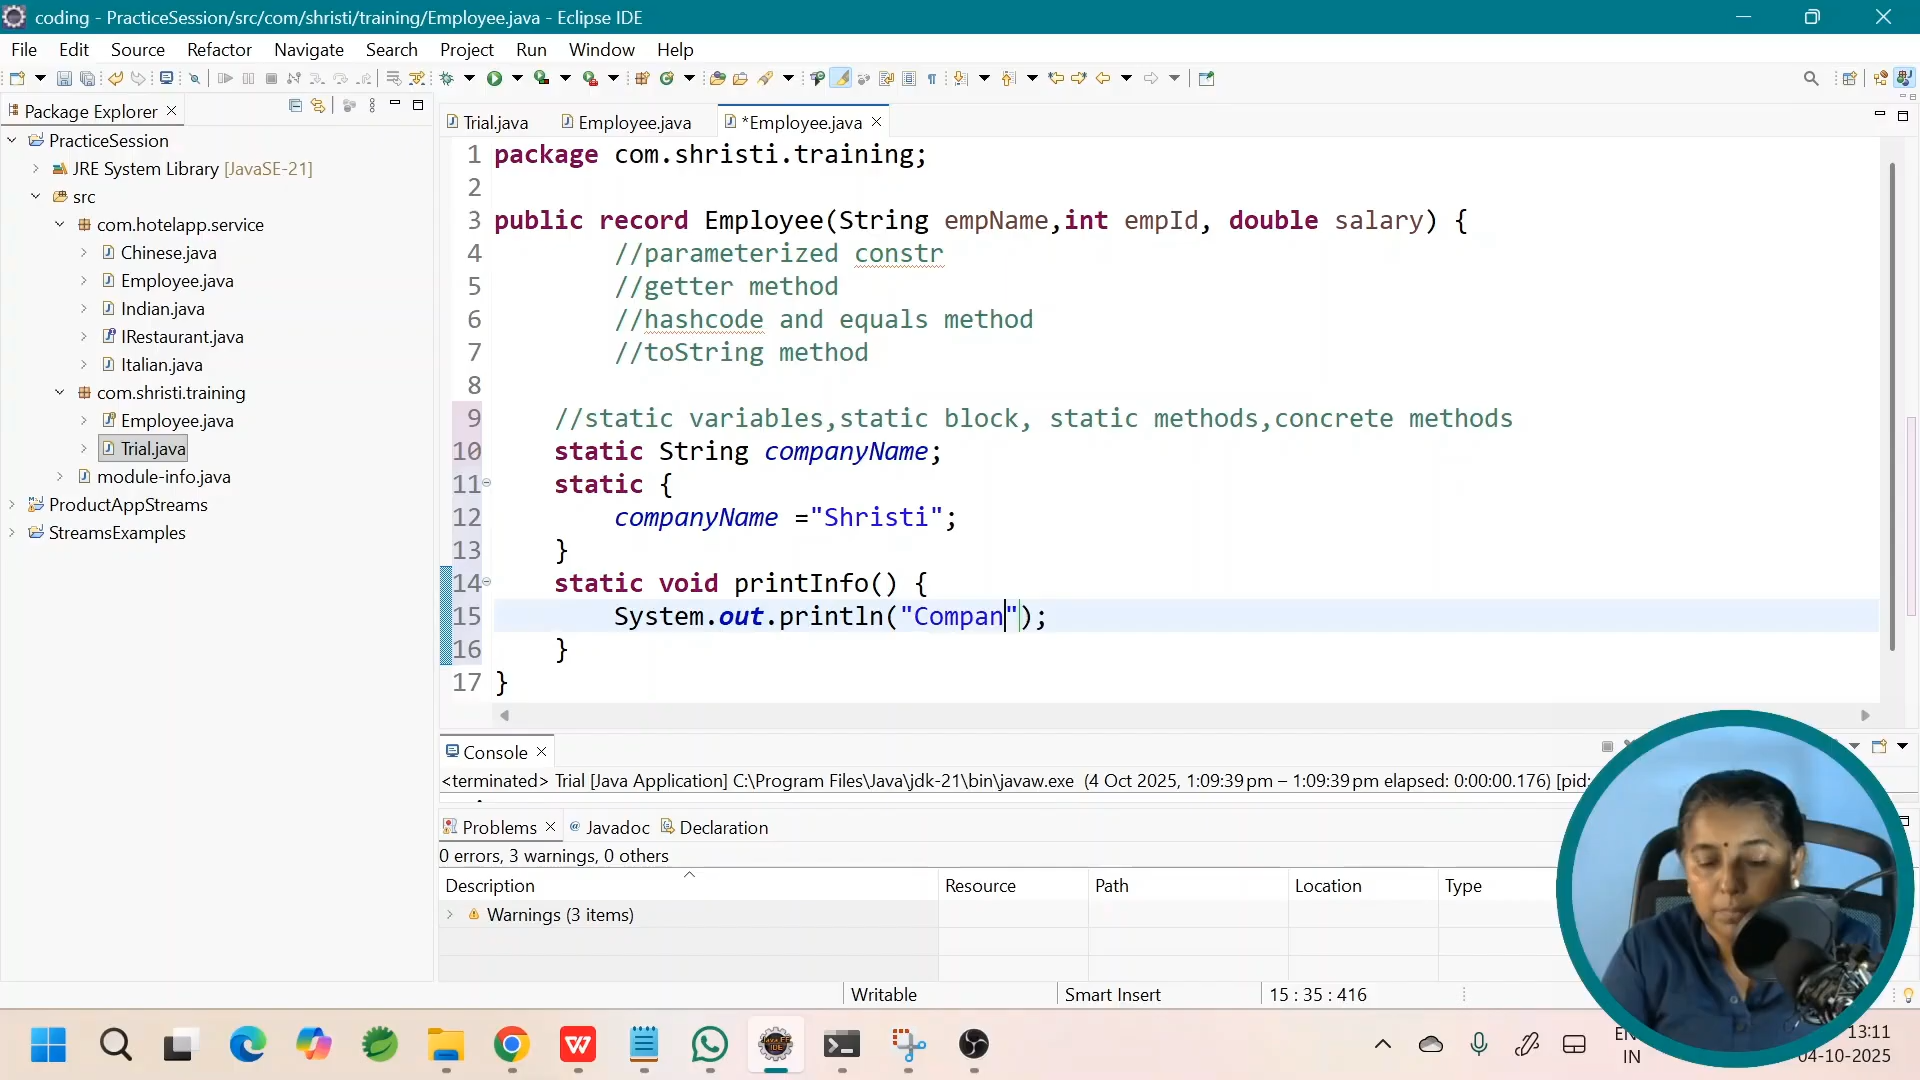 coding - PracticeSession/src/com/shristi/training/Employee.java - Eclipse IDE
File Edit Source Refactor Navigate Search Project Run Window Help
Package Explorer
PracticeSession
JRE System Library [JavaSE-21]
src
com.hotelapp.service
Chinese.java
Employee.java
Indian.java
IRestaurant.java
Italian.java
com.shristi.training
Employee.java
Trial.java
module-info.java
ProductAppStreams
StreamsExamples
Trial.java Employee.java *Employee.java
1 package com.shristi.training;
2
3 public record Employee(String empName,int empId, double salary) {
4 //parameterized constr
5 //getter method
6 //hashcode and equals method
7 //toString method
8
9 //static variables,static block, static methods,concrete methods
10 static String companyName;
11 static {
12 companyName ="Shristi";
13 }
14 static void printInfo() {
15 System.out.println("Compan");
16 }
17 }
Console
<terminated> Trial [Java Application] C:\Program Files\Java\jdk-21\bin\javaw.exe (4 Oct 2025, 1:09:39 pm – 1:09:39 pm elapsed: 0:00:00.176) [pid:
Problems Javadoc Declaration
0 errors, 3 warnings, 0 others
Description Resource Path Location Type
Warnings (3 items)
Writable Smart Insert 15 : 35 : 416
IN
13:11
04-10-2025